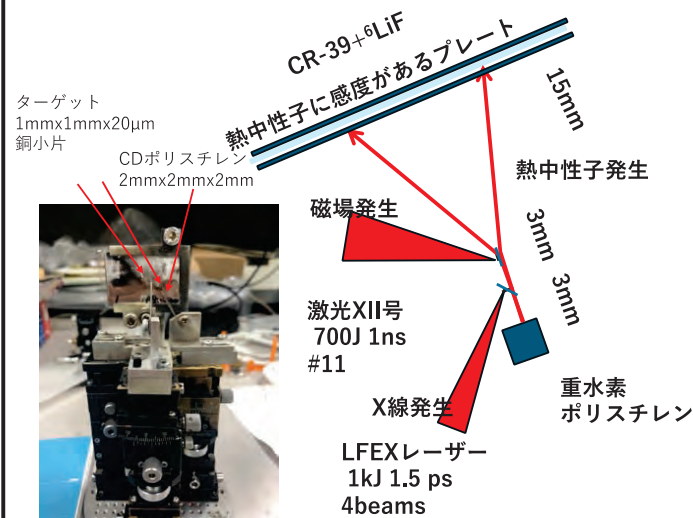 CR-39+⁶LiF
熱中性子に感度があるプレート
ターゲット
1mmx1mmx20μm
銅小片
CDポリスチレン
2mmx2mmx2mm
15mm
熱中性子発生
磁場発生
3mm
3mm
激光XII号
700J 1ns
#11
X線発生
重水素
ポリスチレン
LFEXレーザー
1kJ 1.5 ps
4beams